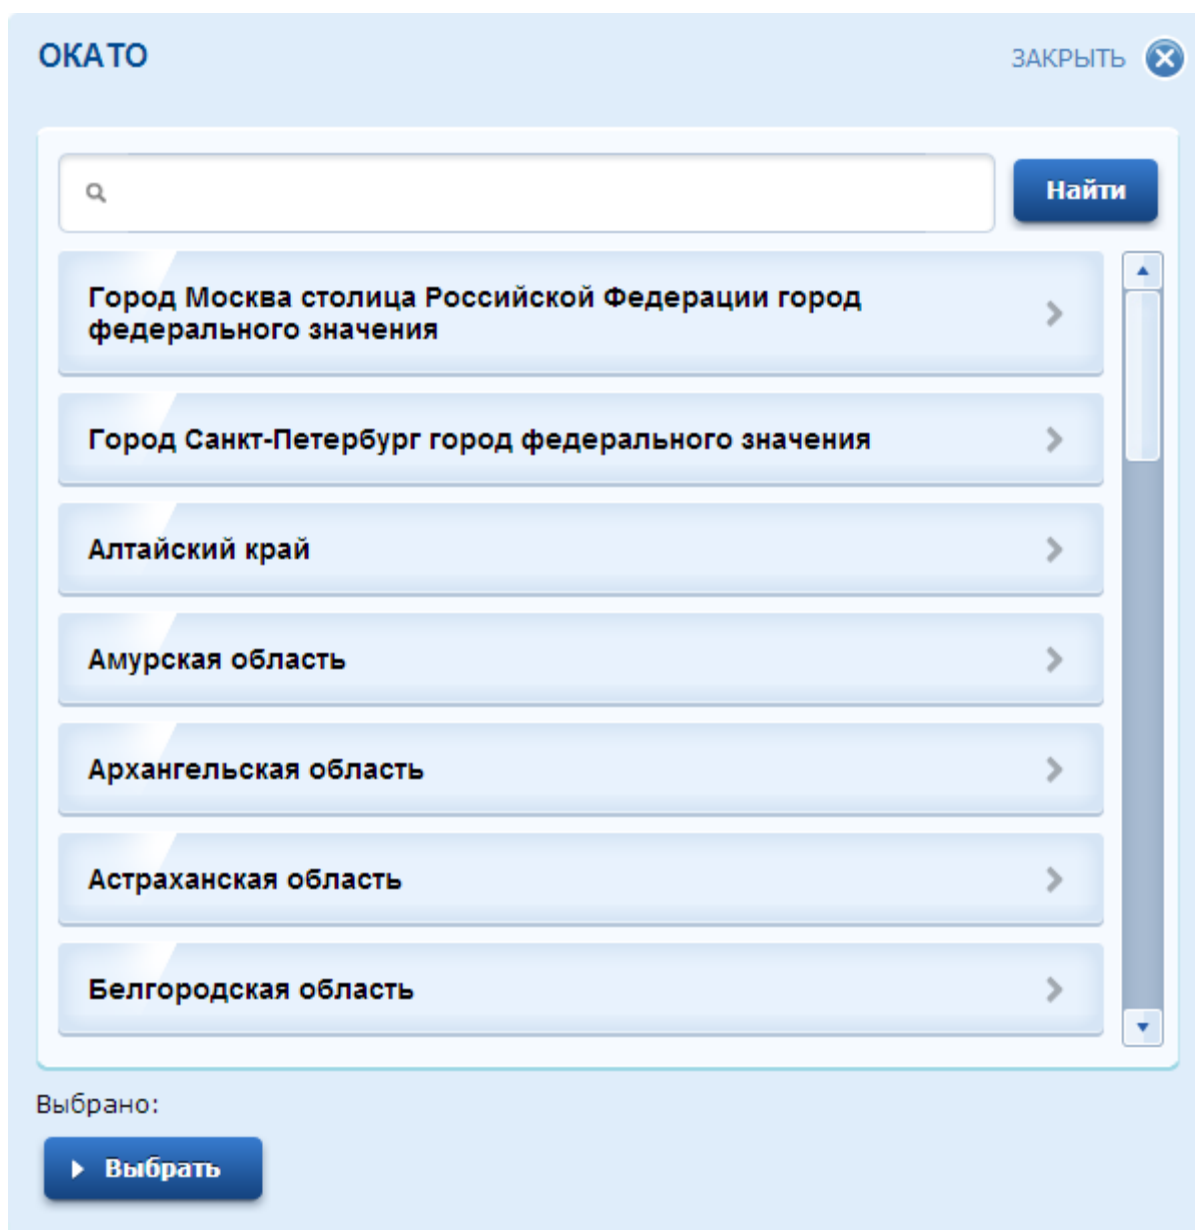 ОКАТО
ЗАКРЫТЬ
Найти
Город Москва столица Российской Федерации город
федерального значения
Город Санкт-Петербург город федерального значения
Алтайский край
Амурская область
Архангельская область
Астраханская область
Белгородская область
Выбрано:
Выбрать